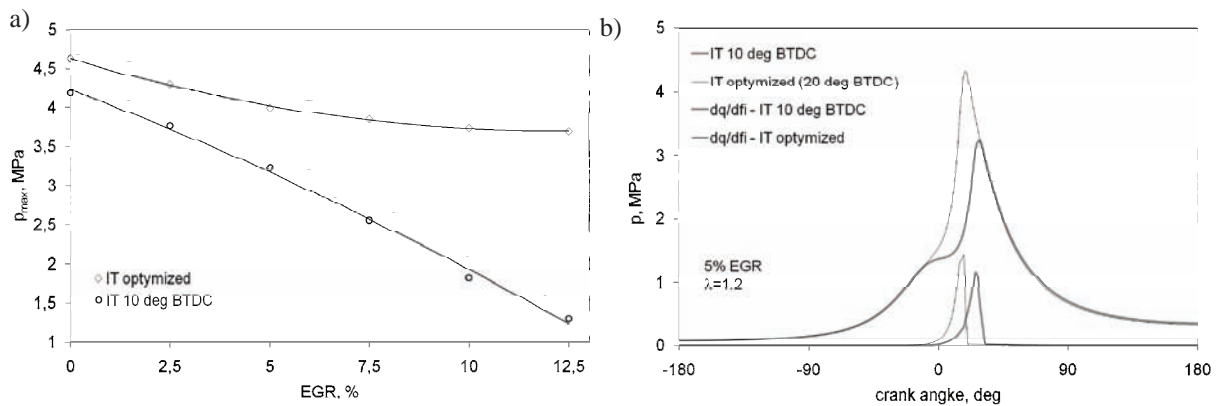 a)
5
4,5
4
3,5
3
2,5
2
1,5
1
pmax, MPa
IT optymized
IT 10 deg BTDC
0 2,5 5 7,5 10 12,5
EGR, %
b)
5
4
3
2
1
0
p, MPa
IT 10 deg BTDC
IT optymized (20 deg BTDC)
dq/dfi - IT 10 deg BTDC
dq/dfi - IT optymized
5% EGR
λ=1.2
-180 -90 0 90 180
crank angke, deg